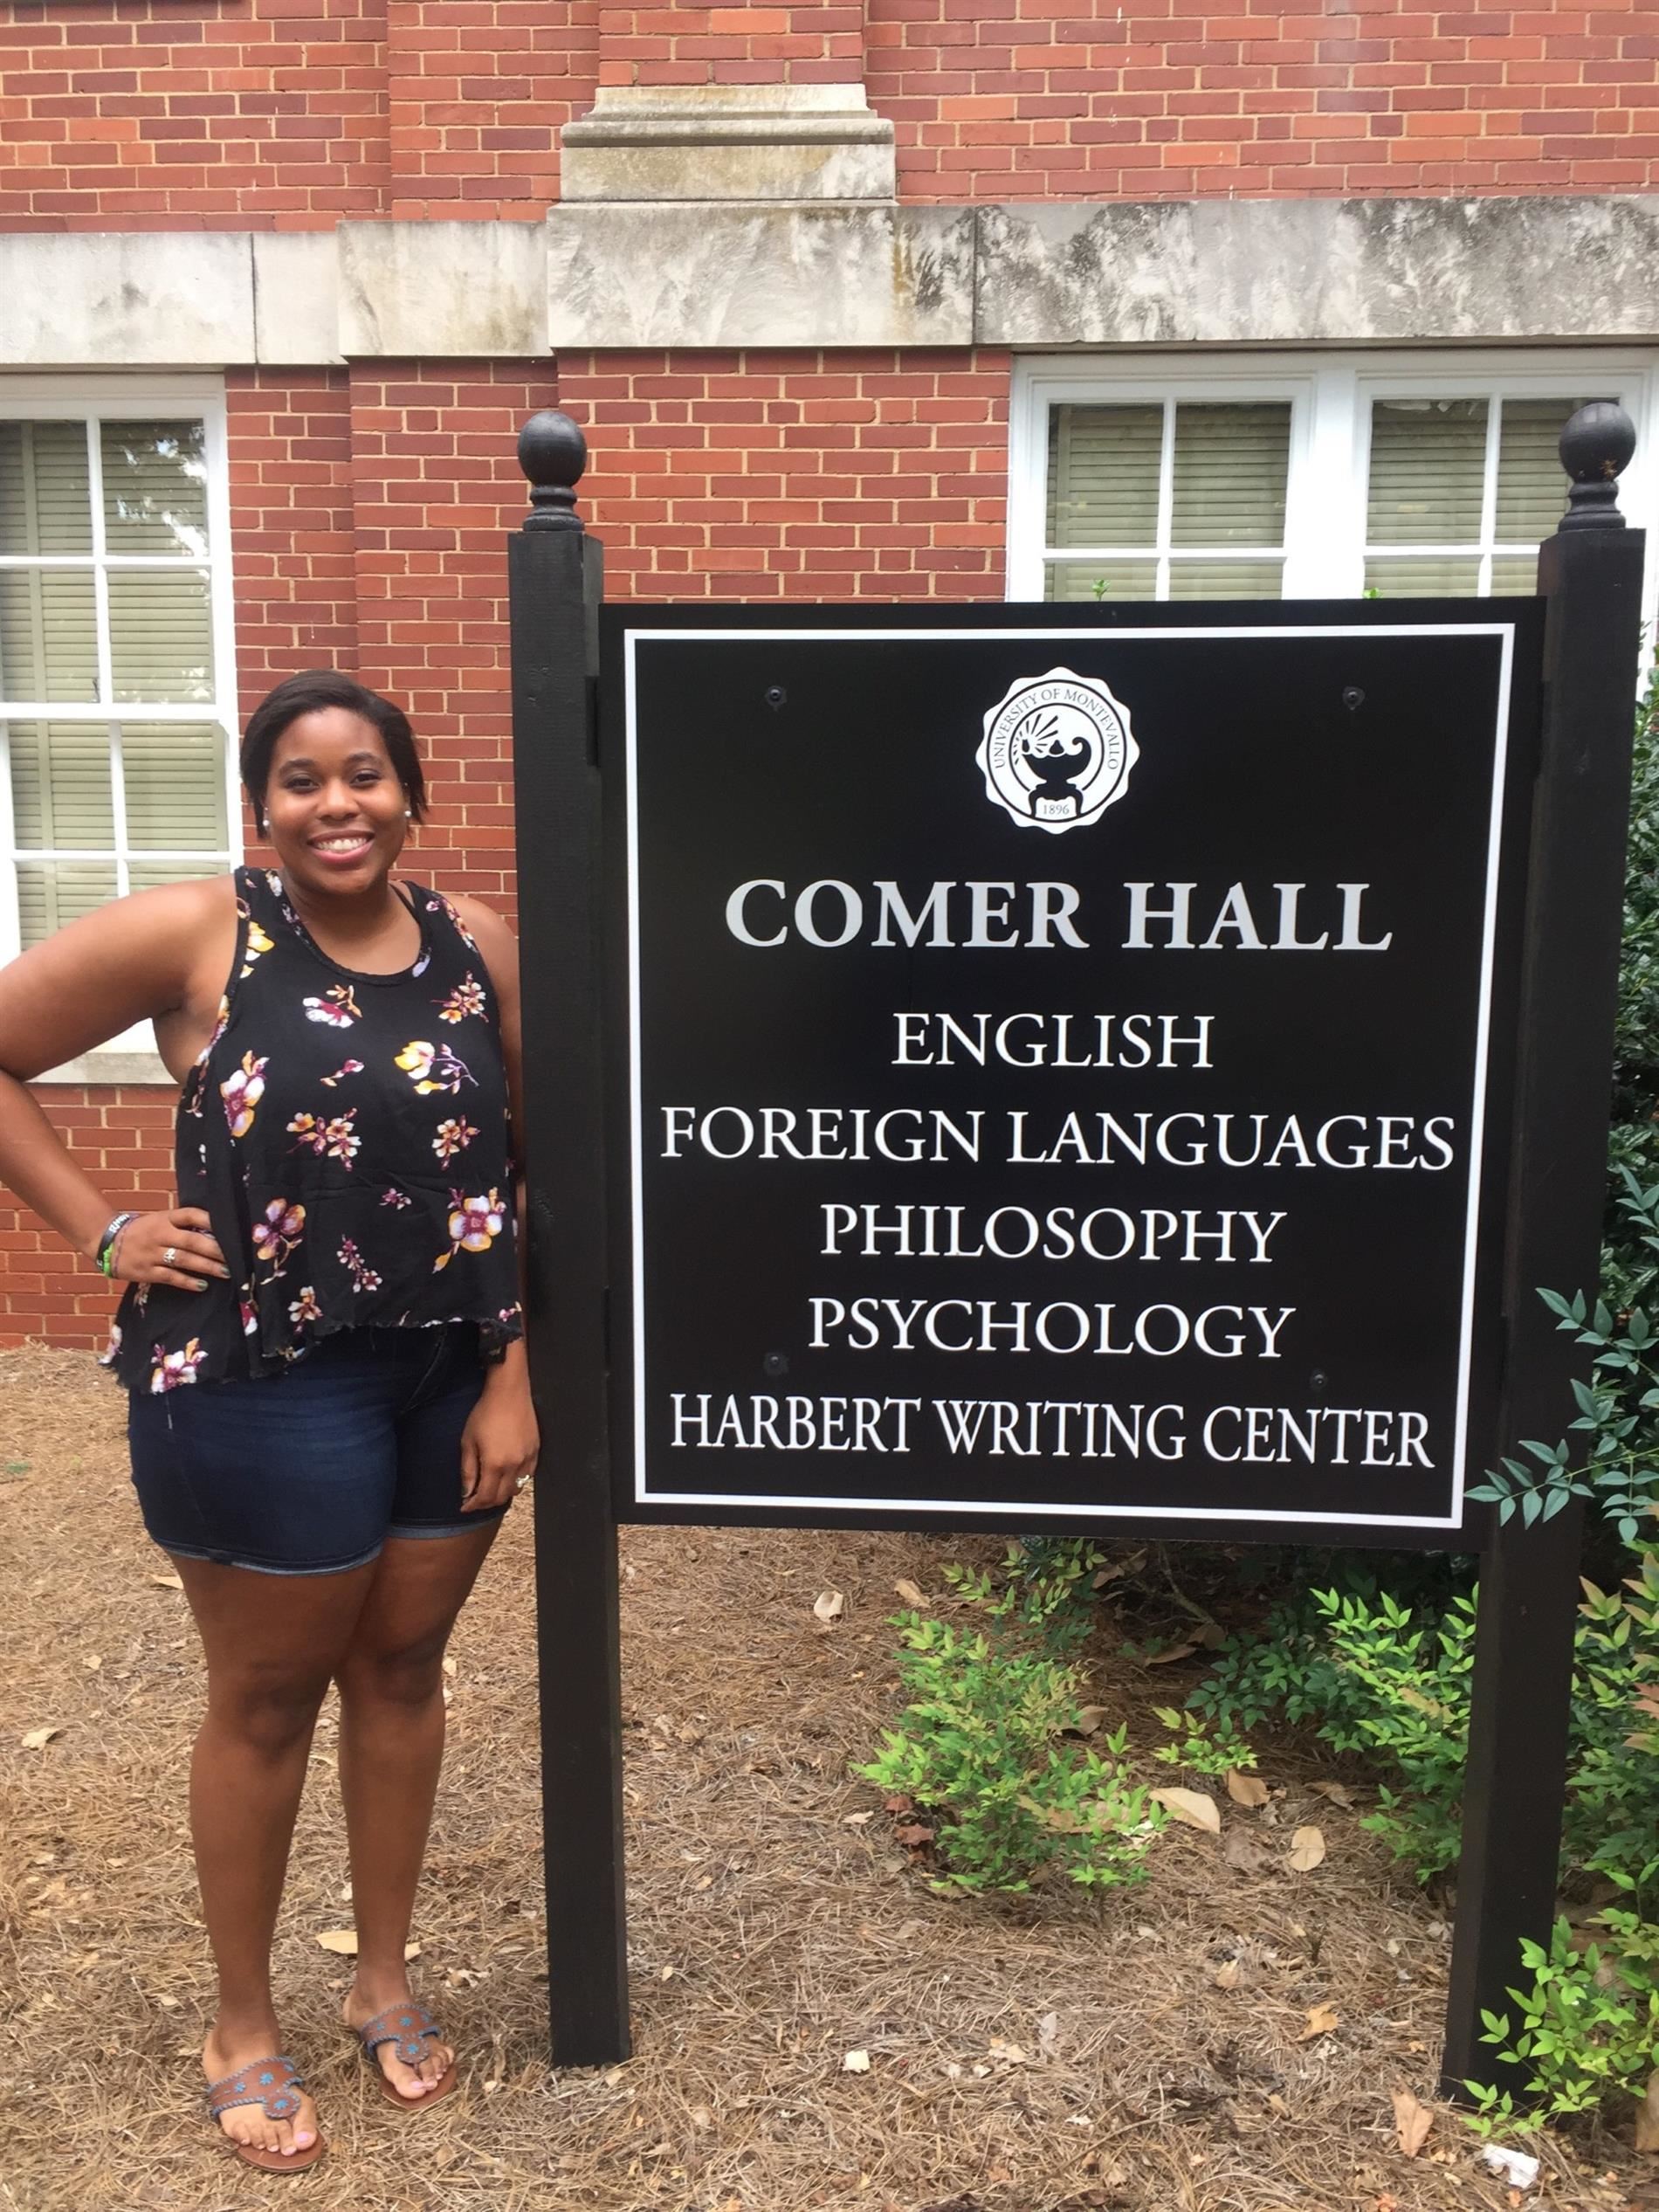 UNIVERSITY OF MONTEVALLO
1896
COMER HALL
ENGLISH
FOREIGN LANGUAGES
PHILOSOPHY
PSYCHOLOGY
HARBERT WRITING CENTER